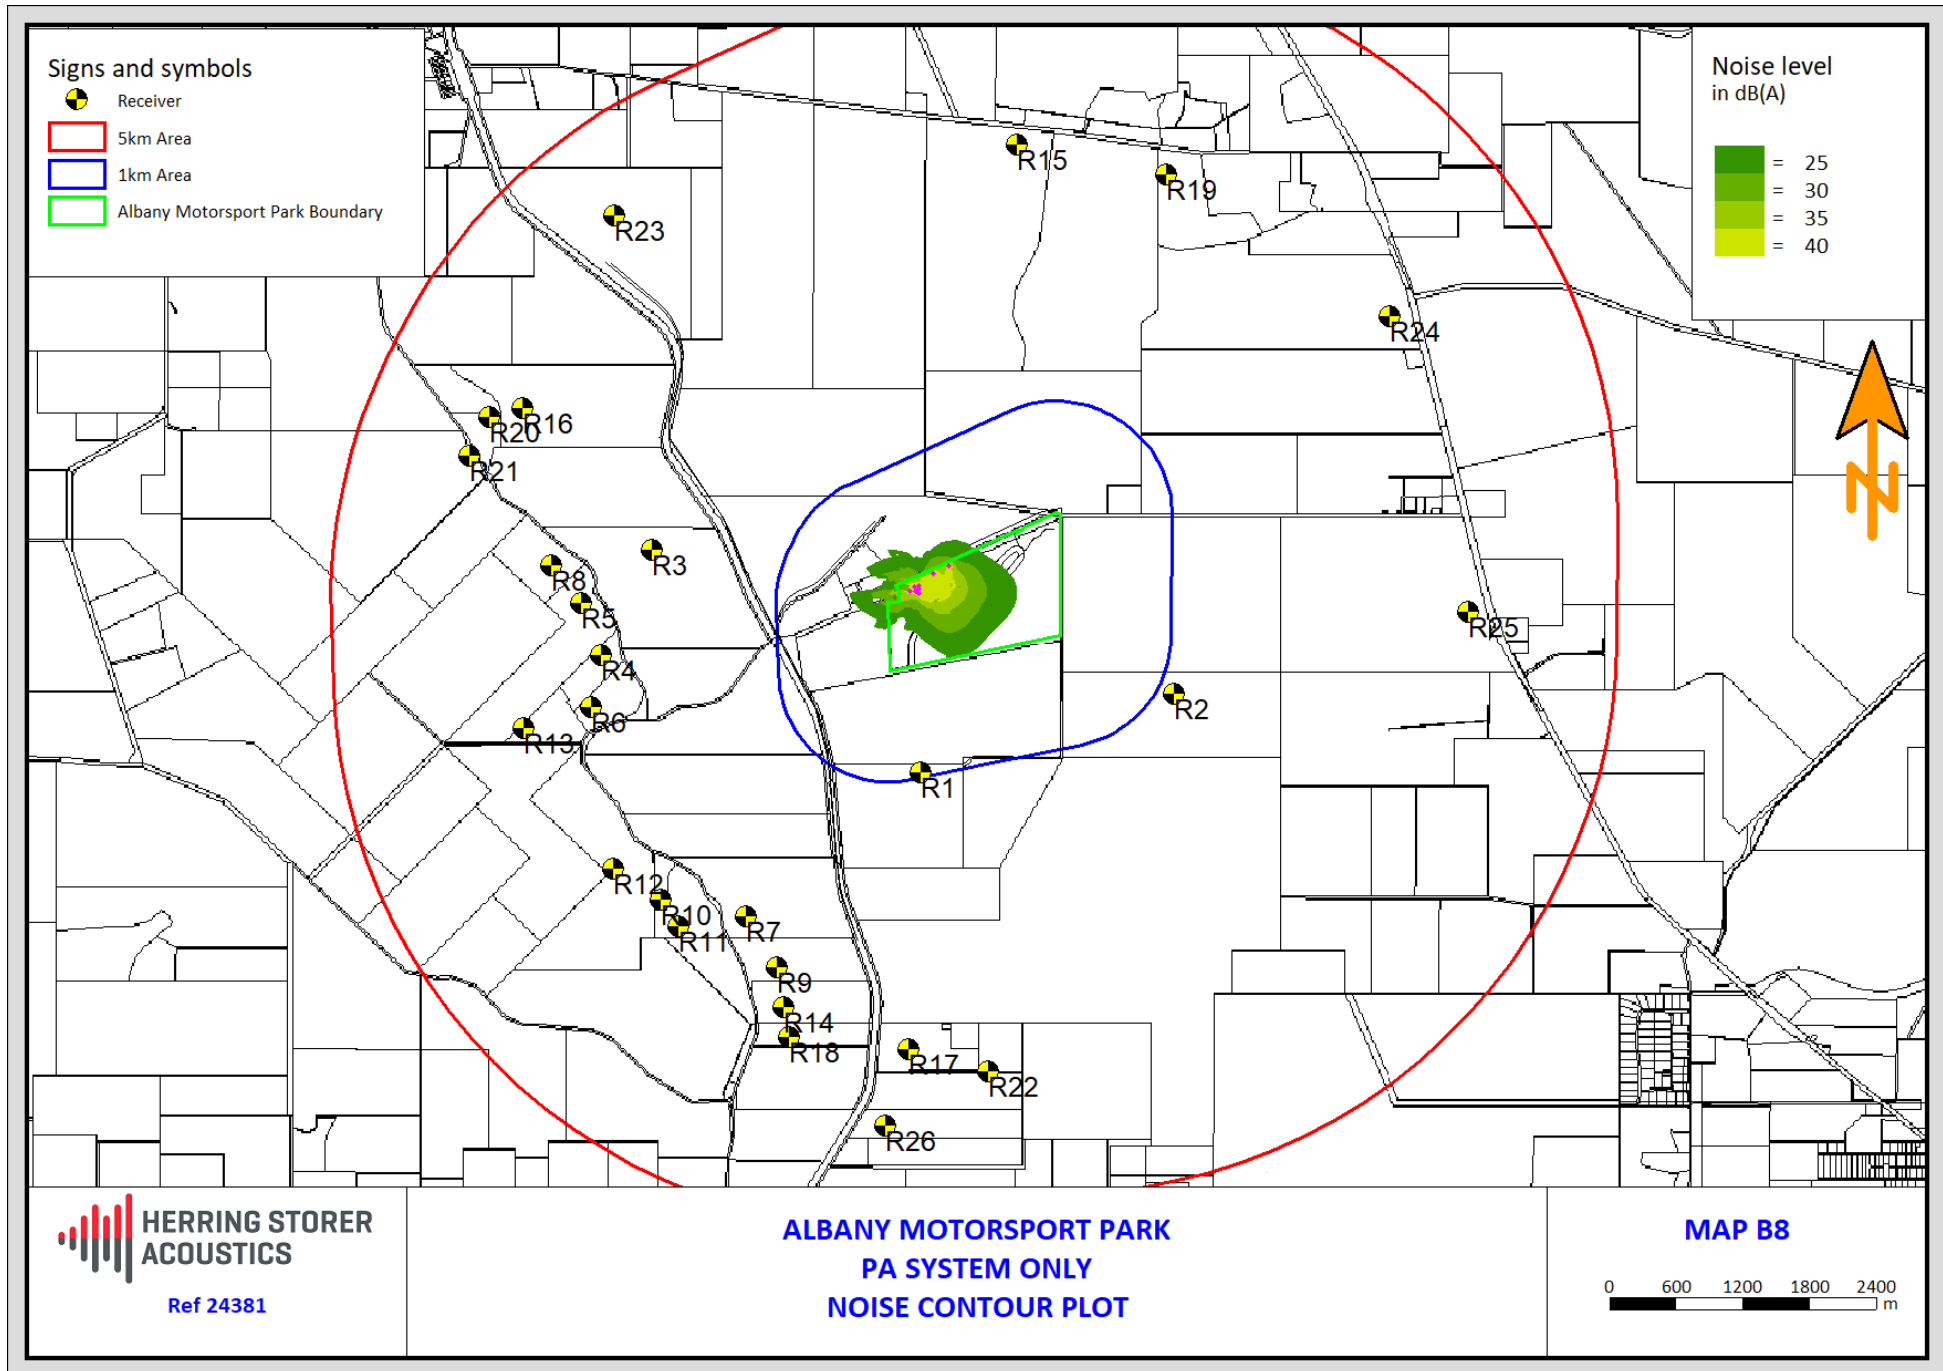 Signs and symbols
Receiver
5km Area
1km Area
Albany Motorsport Park Boundary
Noise level
in dB(A)
= 25
= 30
= 35
= 40
R15
R19
R23
R24
R16
R20
R21
R3
R8
R5
R25
R4
R2
R6
R13
R1
R12
R10
R7
R11
R9
R14
R18
R17
R22
R26
N
HERRING STORER
ACOUSTICS
Ref 24381
ALBANY MOTORSPORT PARK
PA SYSTEM ONLY
NOISE CONTOUR PLOT
MAP B8
0 600 1200 1800 2400
m